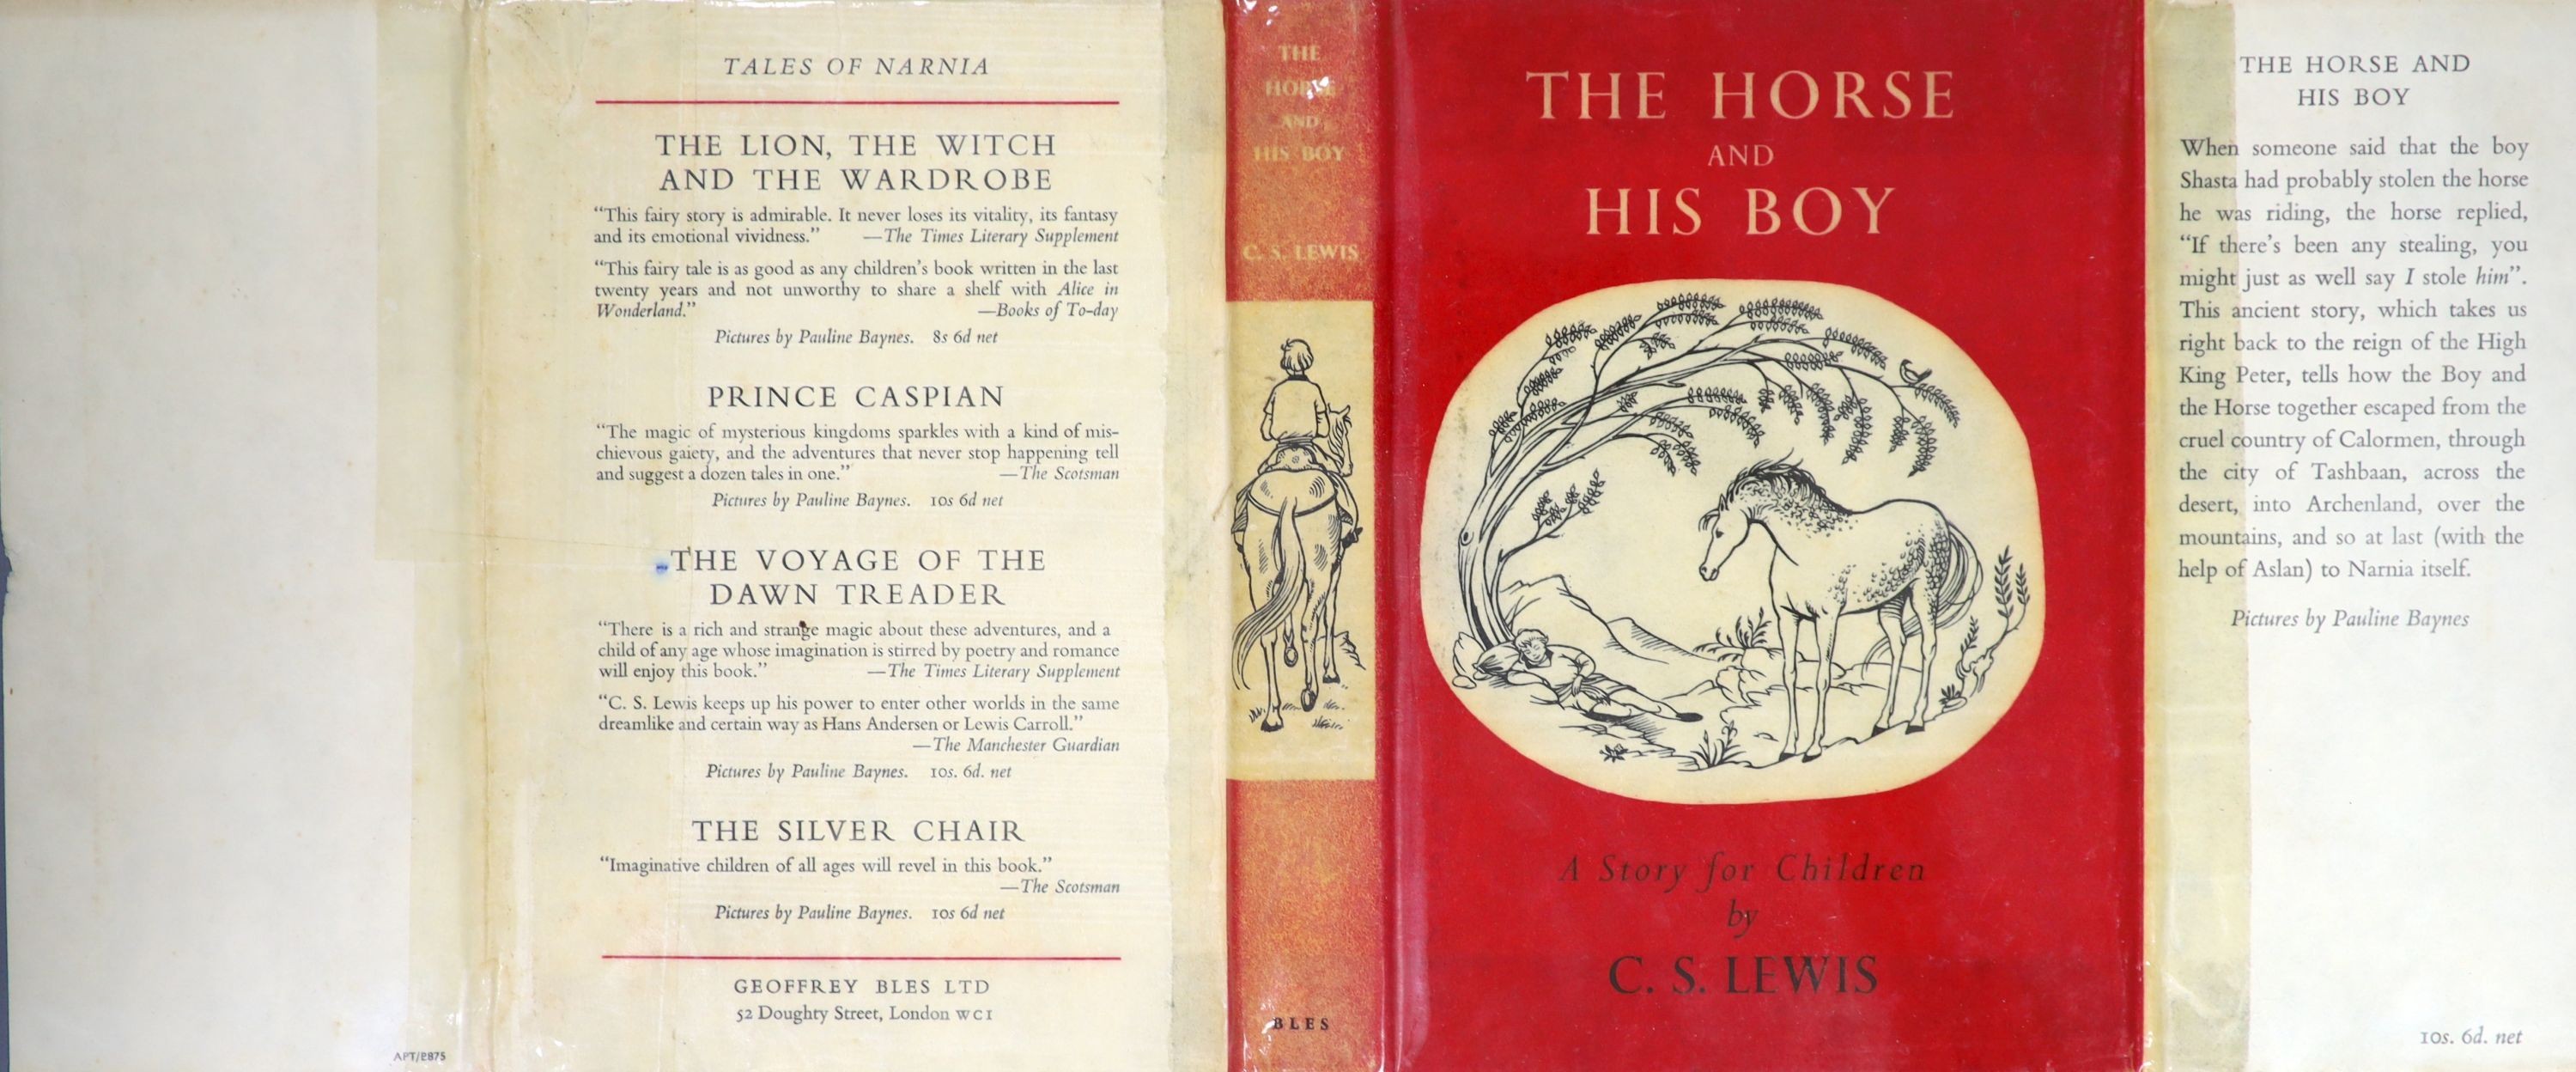 TALES OF NARNIA
THE LION, THE WITCH
AND THE WARDROBE
“This fairy story is admirable. It never loses its vitality, its fantasy
and its emotional vividness.” —The Times Literary Supplement
“This fairy tale is as good as any children’s book written in the last
twenty years and not unworthy to share a shelf with Alice in
Wonderland.” —Books of To-day
Pictures by Pauline Baynes. 8s 6d net
PRINCE CASPIAN
“The magic of mysterious kingdoms sparkles with a kind of mis-
chievous gaiety, and the adventures that never stop happening tell
and suggest a dozen tales in one.” —The Scotsman
Pictures by Pauline Baynes. 10s 6d net
THE VOYAGE OF THE
DAWN TREADER
“There is a rich and strange magic about these adventures, and a
child of any age whose imagination is stirred by poetry and romance
will enjoy this book.” —The Times Literary Supplement
“C. S. Lewis keeps up his power to enter other worlds in the same
dreamlike and certain way as Hans Andersen or Lewis Carroll.”
—The Manchester Guardian
Pictures by Pauline Baynes. 10s. 6d. net
THE SILVER CHAIR
“Imaginative children of all ages will revel in this book.”
—The Scotsman
Pictures by Pauline Baynes. 10s 6d net
GEOFFREY BLES LTD
52 Doughty Street, London WC1
APT/E875
THE
HORSE
AND
HIS BOY
C. S. LEWIS
BLES
THE HORSE
AND
HIS BOY
A Story for Children
by
C. S. LEWIS
THE HORSE AND
HIS BOY
When someone said that the boy
Shasta had probably stolen the horse
he was riding, the horse replied,
“If there’s been any stealing, you
might just as well say I stole him”.
This ancient story, which takes us
right back to the reign of the High
King Peter, tells how the Boy and
the Horse together escaped from the
cruel country of Calormen, through
the city of Tashbaan, across the
desert, into Archenland, over the
mountains, and so at last (with the
help of Aslan) to Narnia itself.
Pictures by Pauline Baynes
10s. 6d. net